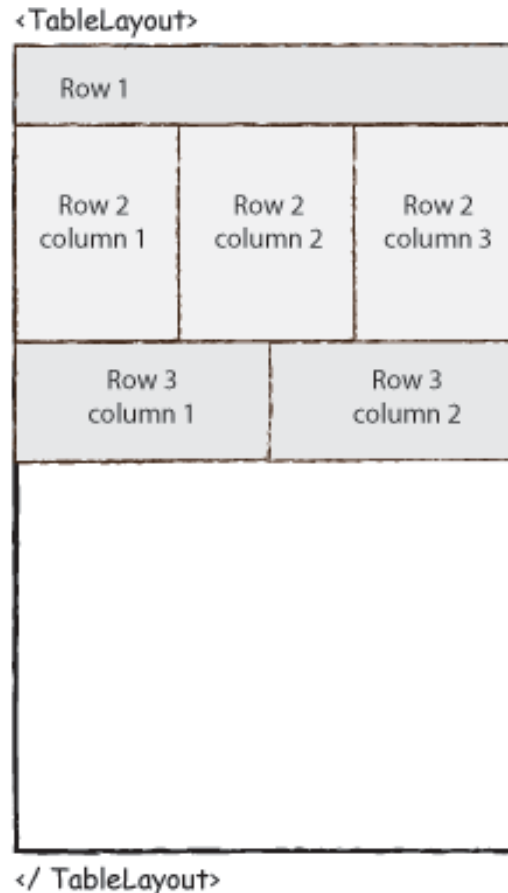 <TableLayout>
Row 1
Row 2
column 1
Row 2
column 2
Row 2
column 3
Row 3
column 1
Row 3
column 2
</ TableLayout>